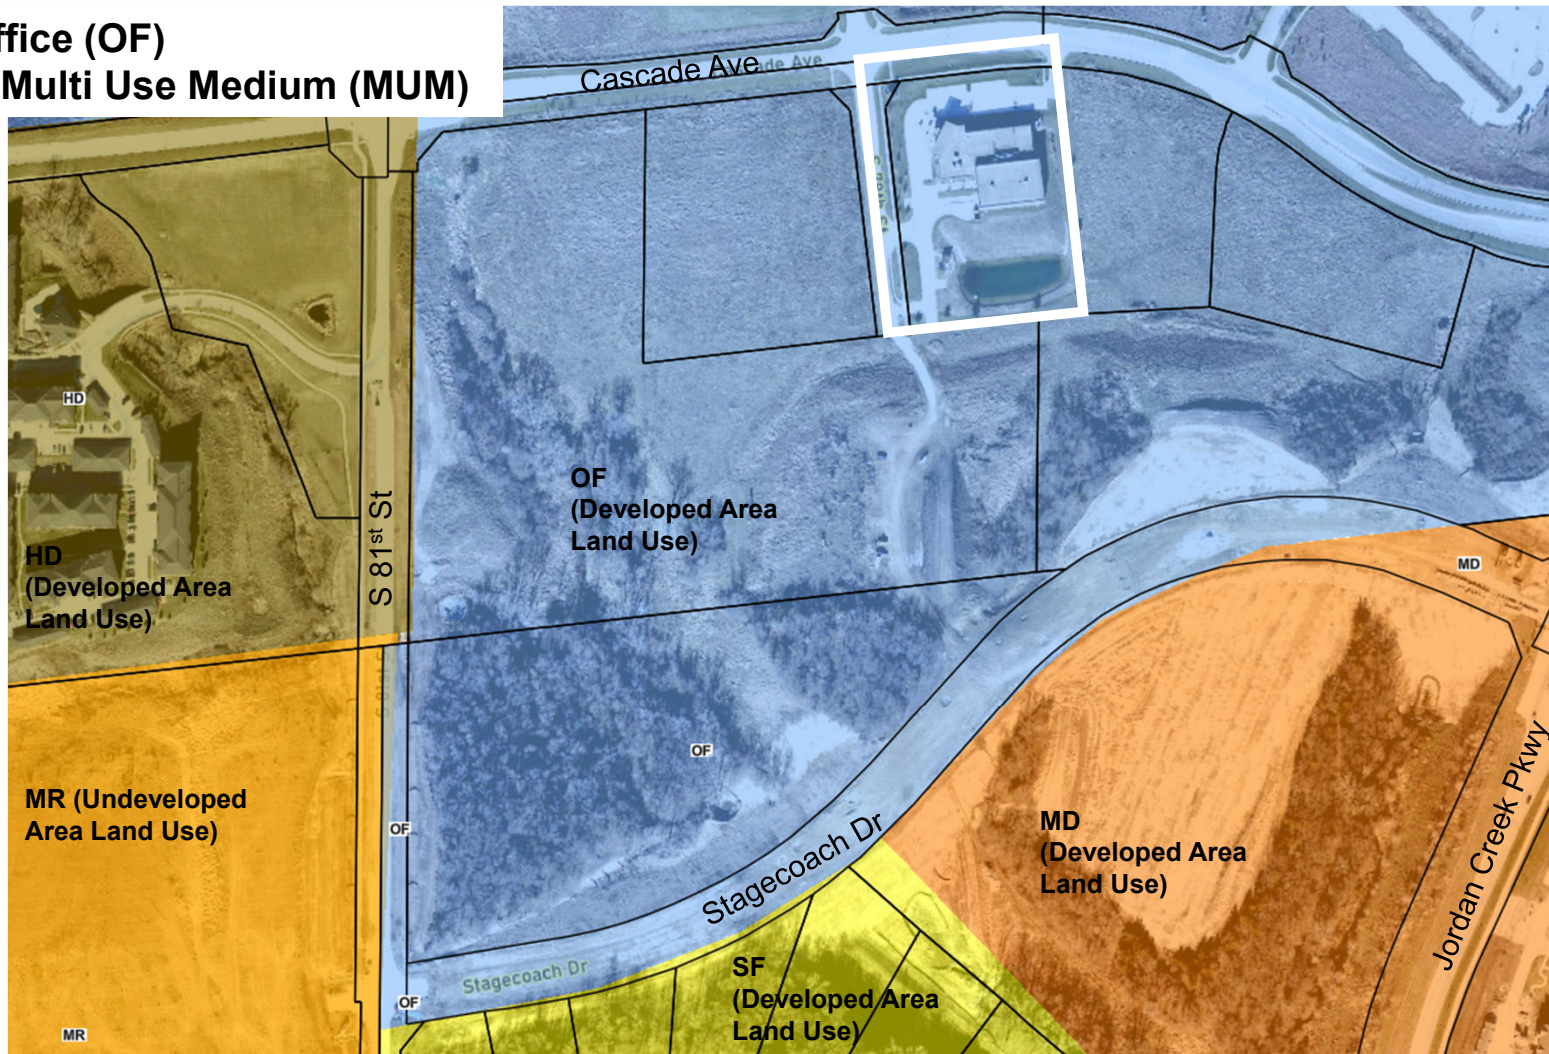 ffice (OF)
Multi Use Medium (MUM)
Cascade Ave
de Ave
HD
S 81st St
OF
(Developed Area
Land Use)
HD
(Developed Area
Land Use)
MD
OF
MR (Undeveloped
Area Land Use)
OF
MD
(Developed Area
Land Use)
Stagecoach Dr
Jordan Creek Pkwy
SF
(Developed Area
Land Use)
Stagecoach Dr
OF
MR